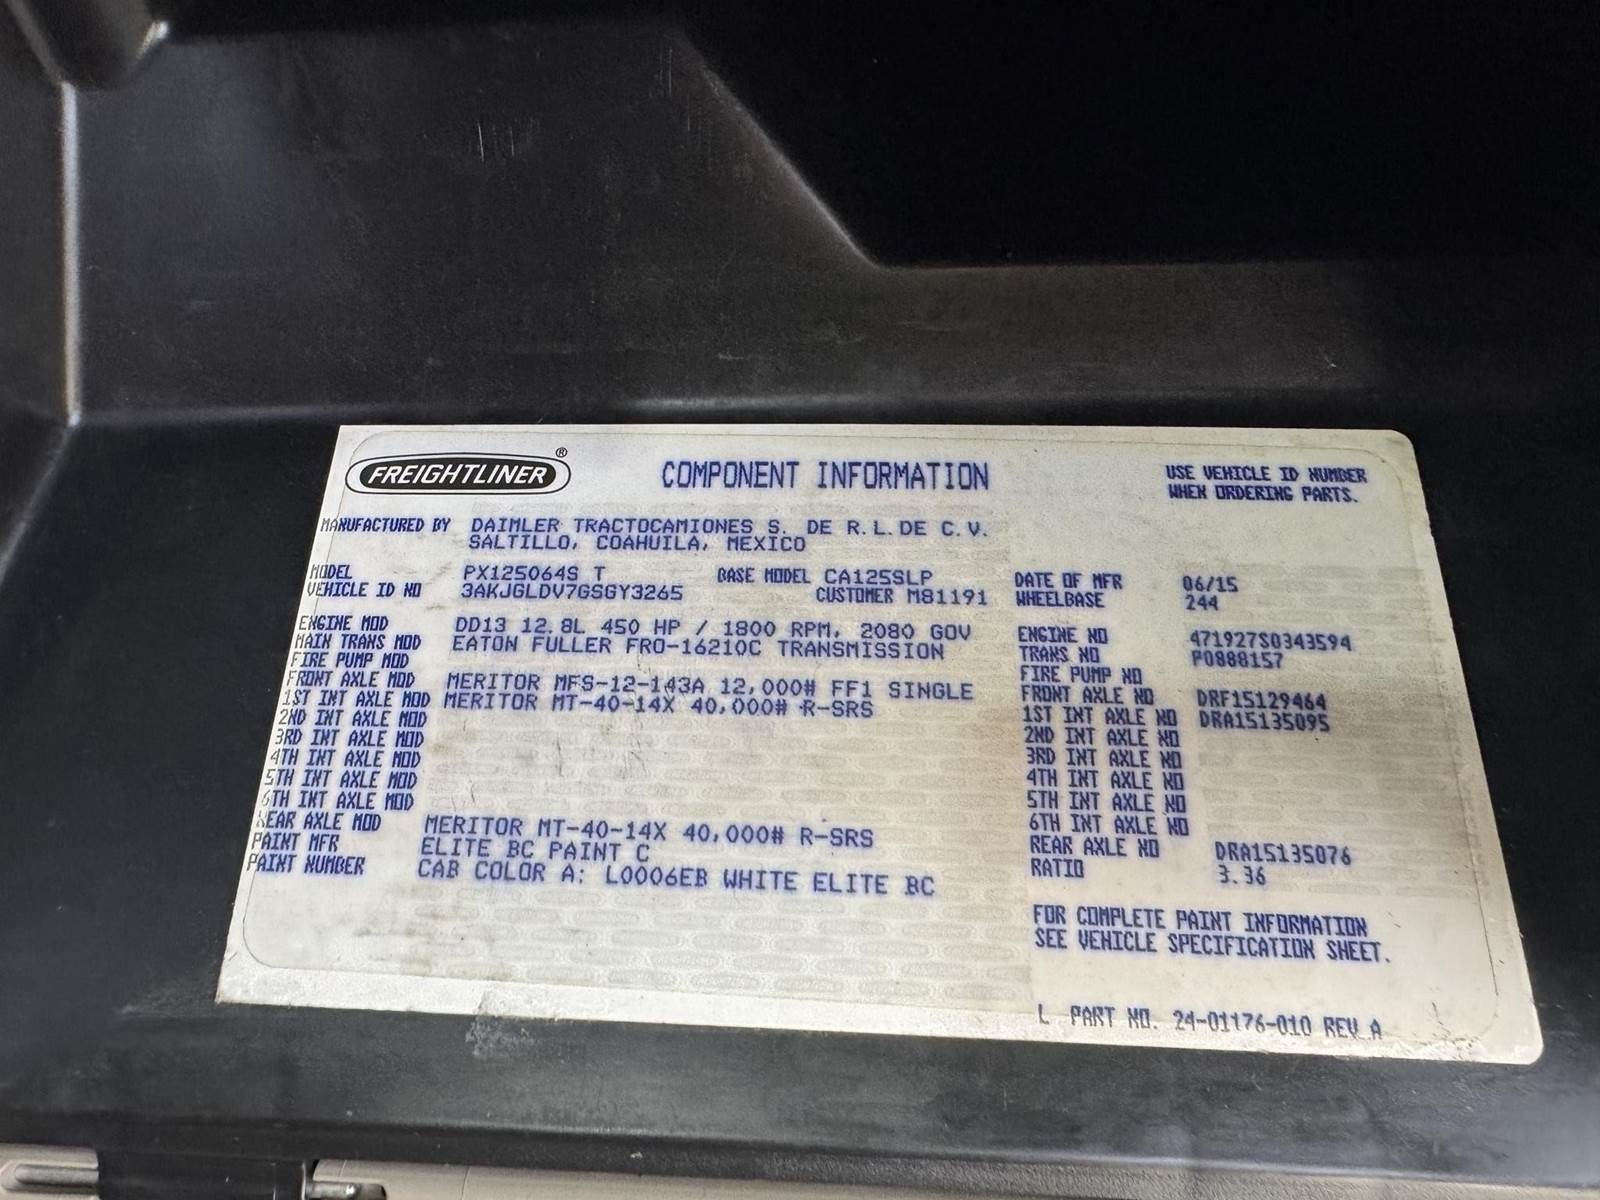 FREIGHTLINER®
COMPONENT INFORMATION
USE VEHICLE ID NUMBER
WHEN ORDERING PARTS.
MANUFACTURED BY DAIMLER TRACTOCAMIONES S. DE R.L.DE C.V.
SALTILLO, COAHUILA, MEXICO
MODEL PX125064S T BASE MODEL CA125SLP DATE OF MFR 06/15
VEHICLE ID NO 3AKJGLDV7GSGY3265 CUSTOMER M81191 WHEELBASE 244
ENGINE MOD DD13 12.8L 450 HP / 1800 RPM, 2080 GOV ENGINE NO 471927S0343594
MAIN TRANS MOD EATON FULLER FRO-16210C TRANSMISSION TRANS NO P0888157
FIRE PUMP MOD FIRE PUMP NO
FRONT AXLE MOD MERITOR MFS-12-143A 12,000# FF1 SINGLE FRONT AXLE NO DRF15129464
1ST INT AXLE MOD MERITOR MT-40-14X 40,000# R-SRS 1ST INT AXLE NO DRA15135095
2ND INT AXLE MOD 2ND INT AXLE NO
3RD INT AXLE MOD 3RD INT AXLE NO
4TH INT AXLE MOD 4TH INT AXLE NO
5TH INT AXLE MOD 5TH INT AXLE NO
6TH INT AXLE MOD 6TH INT AXLE NO
REAR AXLE MOD MERITOR MT-40-14X 40,000# R-SRS REAR AXLE NO DRA15135076
PAINT MFR ELITE BC PAINT C RATIO 3.36
PAINT NUMBER CAB COLOR A: L0006EB WHITE ELITE BC
FOR COMPLETE PAINT INFORMATION
SEE VEHICLE SPECIFICATION SHEET.
L PART NO. 24-01176-010 REV A